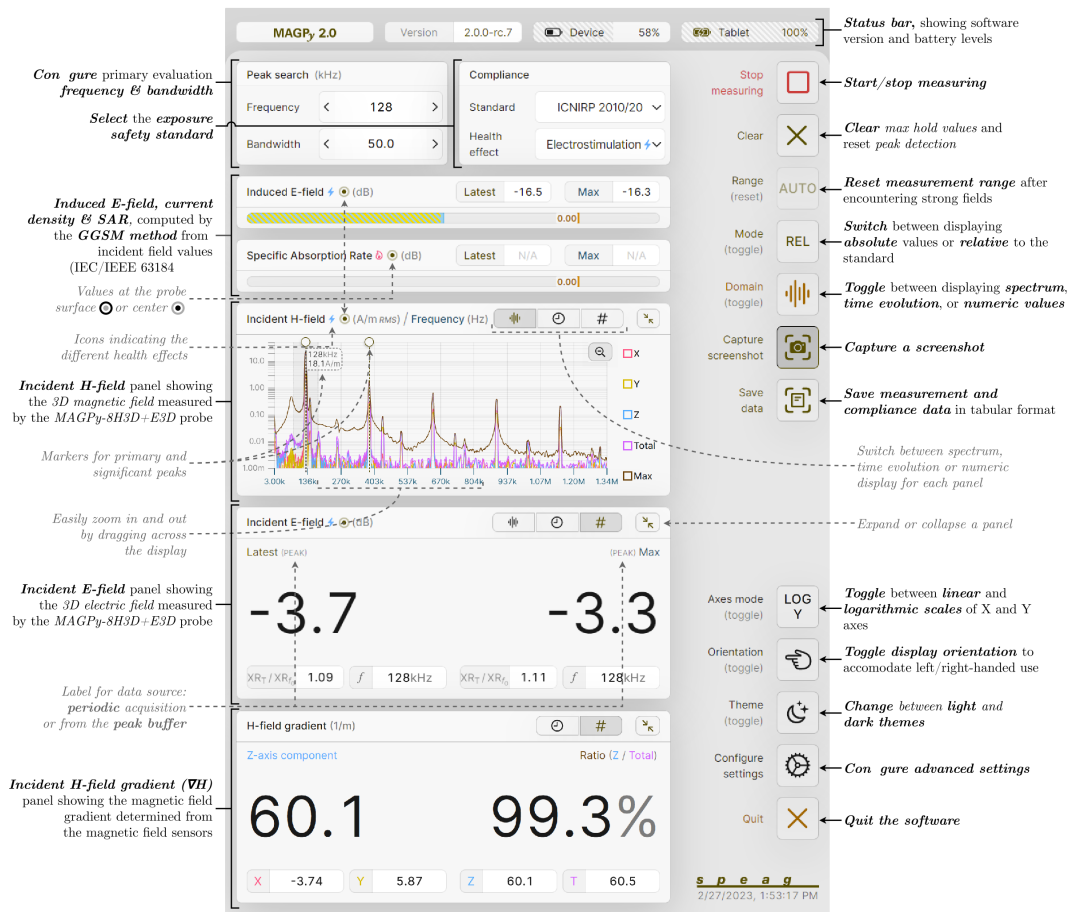 MAGPy 2.0
Version 2.0.0-rc.7
Device 58%
Tablet 100%
Status bar, showing software
version and battery levels
Con gure primary evaluation
frequency & bandwidth
Select the exposure
safety standard
Peak search (kHz)
Frequency < 128 >
Bandwidth < 50.0 >
Compliance
Standard ICNIRP 2010/20
Health
effect
Electrostimulation
Stop
measuring
Start/stop measuring
Clear
Clear max hold values and
reset peak detection
Induced E-field, current
density & SAR, computed by
the GGSM method from
incident field values
(IEC/IEEE 63184
Values at the probe
surface or center
Icons indicating the
different health effects
Induced E-field (dB)
Latest -16.5
Max -16.3
0.00
Specific Absorption Rate (dB)
Latest N/A
Max N/A
0.00
Range
(reset)
AUTO
Reset measurement range after
encountering strong fields
Mode
(toggle)
REL
Switch between displaying
absolute values or relative to the
standard
Domain
(toggle)
Toggle between displaying spectrum,
time evolution, or numeric values
Incident H-field panel showing
the 3D magnetic field measured
by the MAGPy-8H3D+E3D probe
Markers for primary and
significant peaks
Easily zoom in and out
by dragging across
the display
Incident H-field (A/m RMS) / Frequency (Hz)
#
128kHz
18.1A/m
10.0
1.00
0.10
0.01
1.00m
3.00k 136k 270k 403k 537k 670k 804k 937k 1.07M 1.20M 1.34M
X
Y
Z
Total
Max
Capture
screenshot
Capture a screenshot
Save
data
Save measurement and
compliance data in tabular format
Switch between spectrum,
time evolution or numeric
display for each panel
Expand or collapse a panel
Incident E-field panel showing
the 3D electric field measured
by the MAGPy-8H3D+E3D probe
Label for data source:
periodic acquisition
or from the peak buffer
Incident E-field (dB)
#
Latest (PEAK)
(PEAK) Max
-3.7
-3.3
1.09
f 128kHz
1.11
f 128kHz
Axes mode
(toggle)
LOG
Y
Toggle between linear and
logarithmic scales of X and Y
axes
Orientation
(toggle)
Toggle display orientation to
accomodate left/right-handed use
Theme
(toggle)
Change between light and
dark themes
Configure
settings
Con gure advanced settings
Quit
Quit the software
Incident H-field gradient (∇H)
panel showing the magnetic field
gradient determined from
the magnetic field sensors
H-field gradient (1/m)
#
Z-axis component
Ratio (Z / Total)
60.1
99.3%
X -3.74
Y 5.87
Z 60.1
T 60.5
speag
2/27/2023, 1:53:17 PM